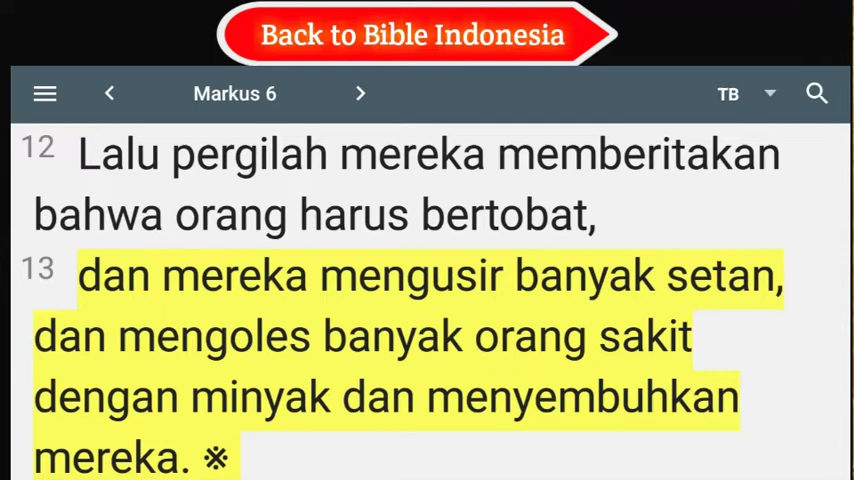 Back to Bible Indonesia
Markus 6
TB
12 Lalu pergilah mereka memberitakan
bahwa orang harus bertobat,
13 dan mereka mengusir banyak setan,
dan mengoles banyak orang sakit
dengan minyak dan menyembuhkan
mereka. ※